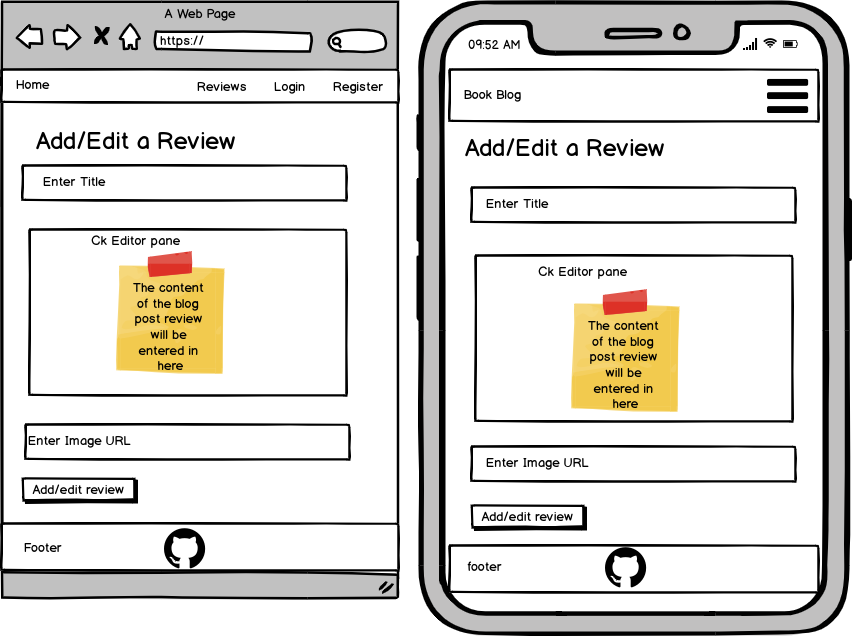 A Web Page
https://
Home Reviews Login Register
Add/Edit a Review
Enter Title
Ck Editor pane
The content
of the blog
post review
will be
entered in
here
Enter Image URL
Add/edit review
Footer
09:52 AM
Book Blog
Add/Edit a Review
Enter Title
Ck Editor pane
The content
of the blog
post review
will be
entered in
here
Enter Image URL
Add/edit review
footer